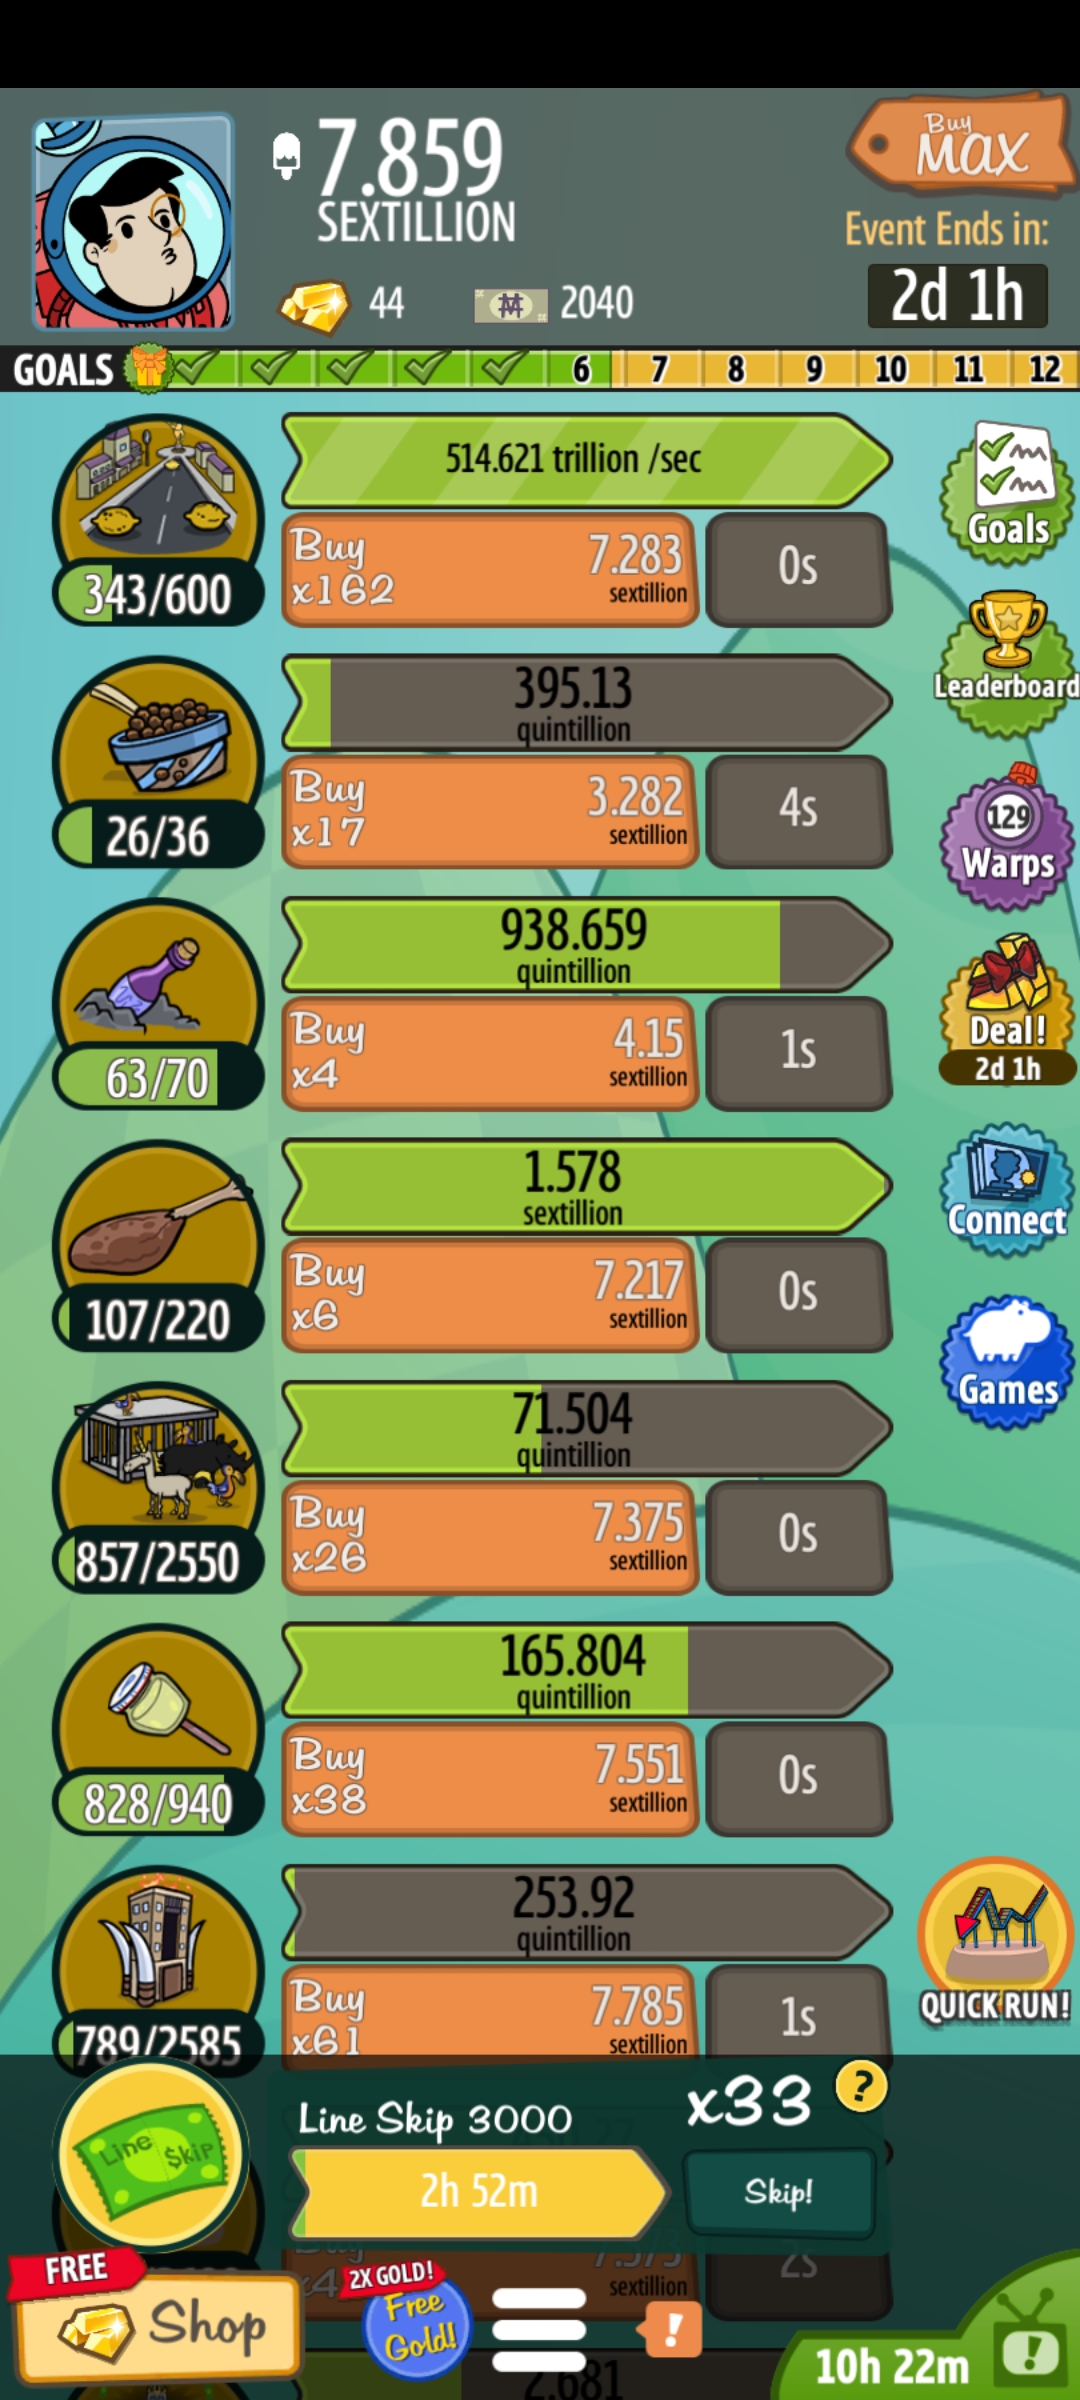 7.859
SEXTILLION
Buy
MAX
Event Ends in:
44
2040
2d 1h
GOALS
6 7 8 9 10 11 12
514.621 trillion /sec
Buy
x162
7.283
sextillion
0s
343/600
Goals
Leaderboard
395.13
quintillion
Buy
x17
3.282
sextillion
4s
26/36
129
Warps
938.659
quintillion
Buy
x4
4.15
sextillion
1s
63/70
Deal!
2d 1h
1.578
sextillion
Buy
x6
7.217
sextillion
0s
107/220
Connect
Games
71.504
quintillion
Buy
x26
7.375
sextillion
0s
857/2550
165.804
quintillion
Buy
x38
7.551
sextillion
0s
828/940
253.92
quintillion
Buy
x61
7.785
sextillion
1s
789/2585
QUICK RUN!
Line Skip
Line Skip 3000
x33
?
2h 52m
Skip!
sextillion
2s
FREE
Shop
2X GOLD!
Free
Gold!
!
10h 22m
!
2.681